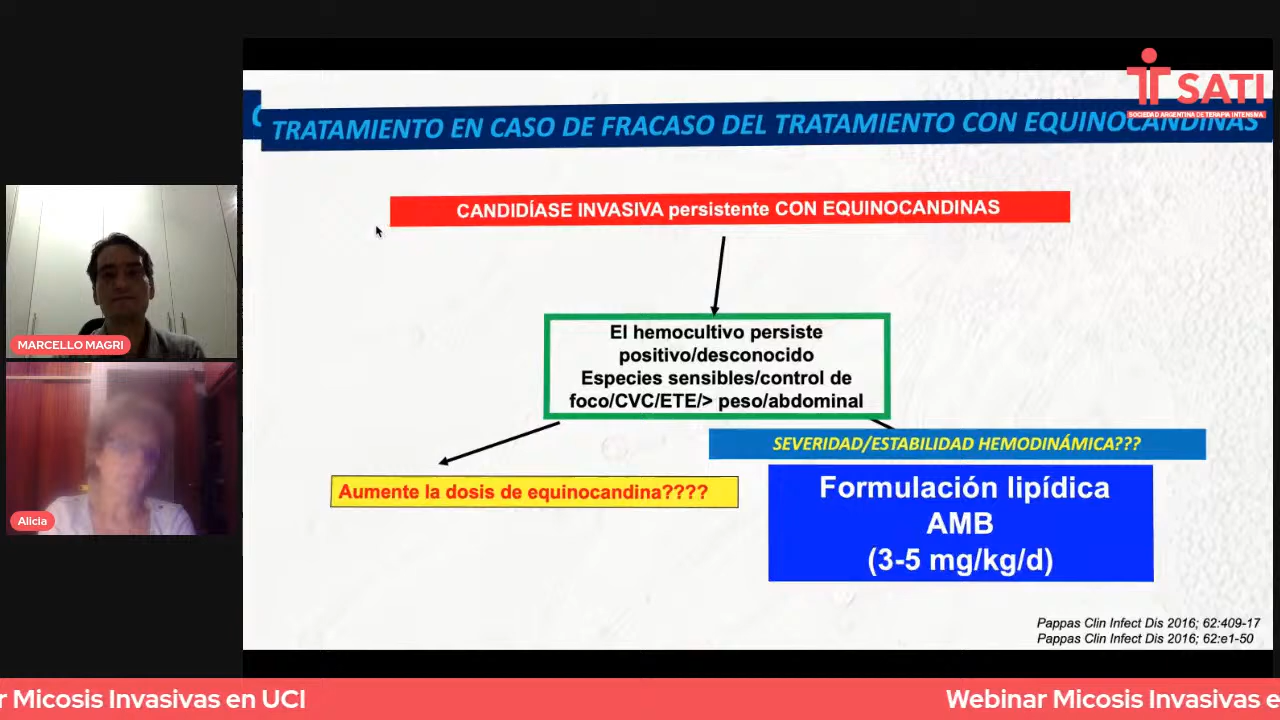 SATI
SOCIEDAD ARGENTINA DE TERAPIA INTENSIVA
TRATAMIENTO EN CASO DE FRACASO DEL TRATAMIENTO CON EQUINOCANDINAS
CANDIDÍASE INVASIVA persistente CON EQUINOCANDINAS
El hemocultivo persiste
positivo/desconocido
Especies sensibles/control de
foco/CVC/ETE/> peso/abdominal
SEVERIDAD/ESTABILIDAD HEMODINÁMICA???
Aumente la dosis de equinocandina????
Formulación lipídica
AMB
(3-5 mg/kg/d)
Pappas Clin Infect Dis 2016; 62:409-17
Pappas Clin Infect Dis 2016; 62:e1-50
MARCELLO MAGRI
Alicia
r Micosis Invasivas en UCI
Webinar Micosis Invasivas e